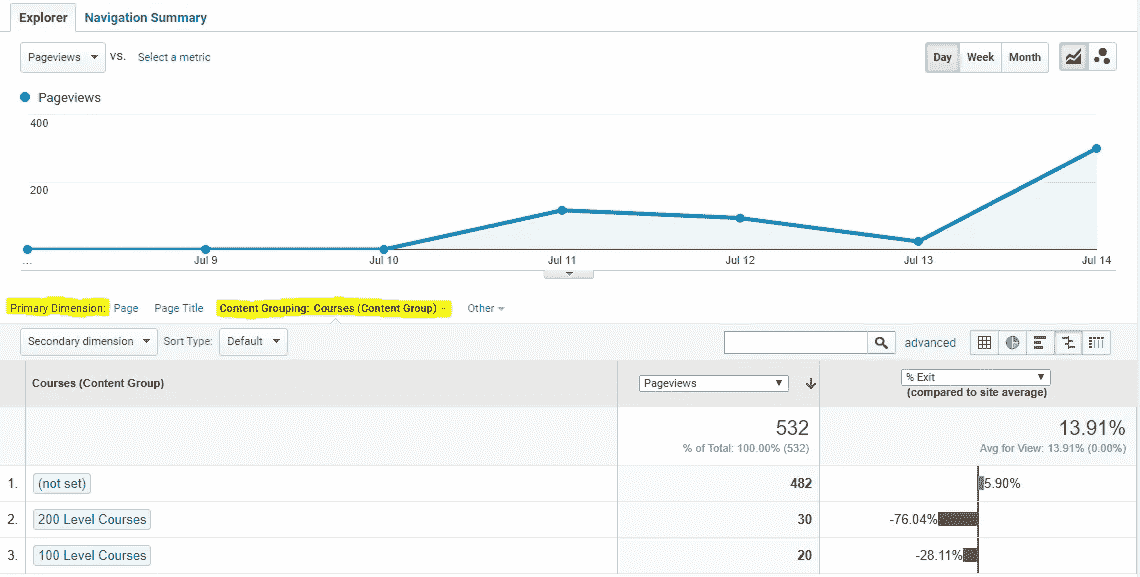 Explorer Navigation Summary
Pageviews vs. Select a metric Day Week Month
Pageviews
400
200
... Jul 9 Jul 10 Jul 11 Jul 12 Jul 13 Jul 14
Primary Dimension: Page Page Title Content Grouping: Courses (Content Group) Other
Secondary dimension Sort Type: Default advanced
Courses (Content Group) Pageviews % Exit
(compared to site average)
532 13.91%
% of Total: 100.00% (532) Avg for View: 13.91% (0.00%)
1. (not set) 482 5.90%
2. 200 Level Courses 30 -76.04%
3. 100 Level Courses 20 -28.11%